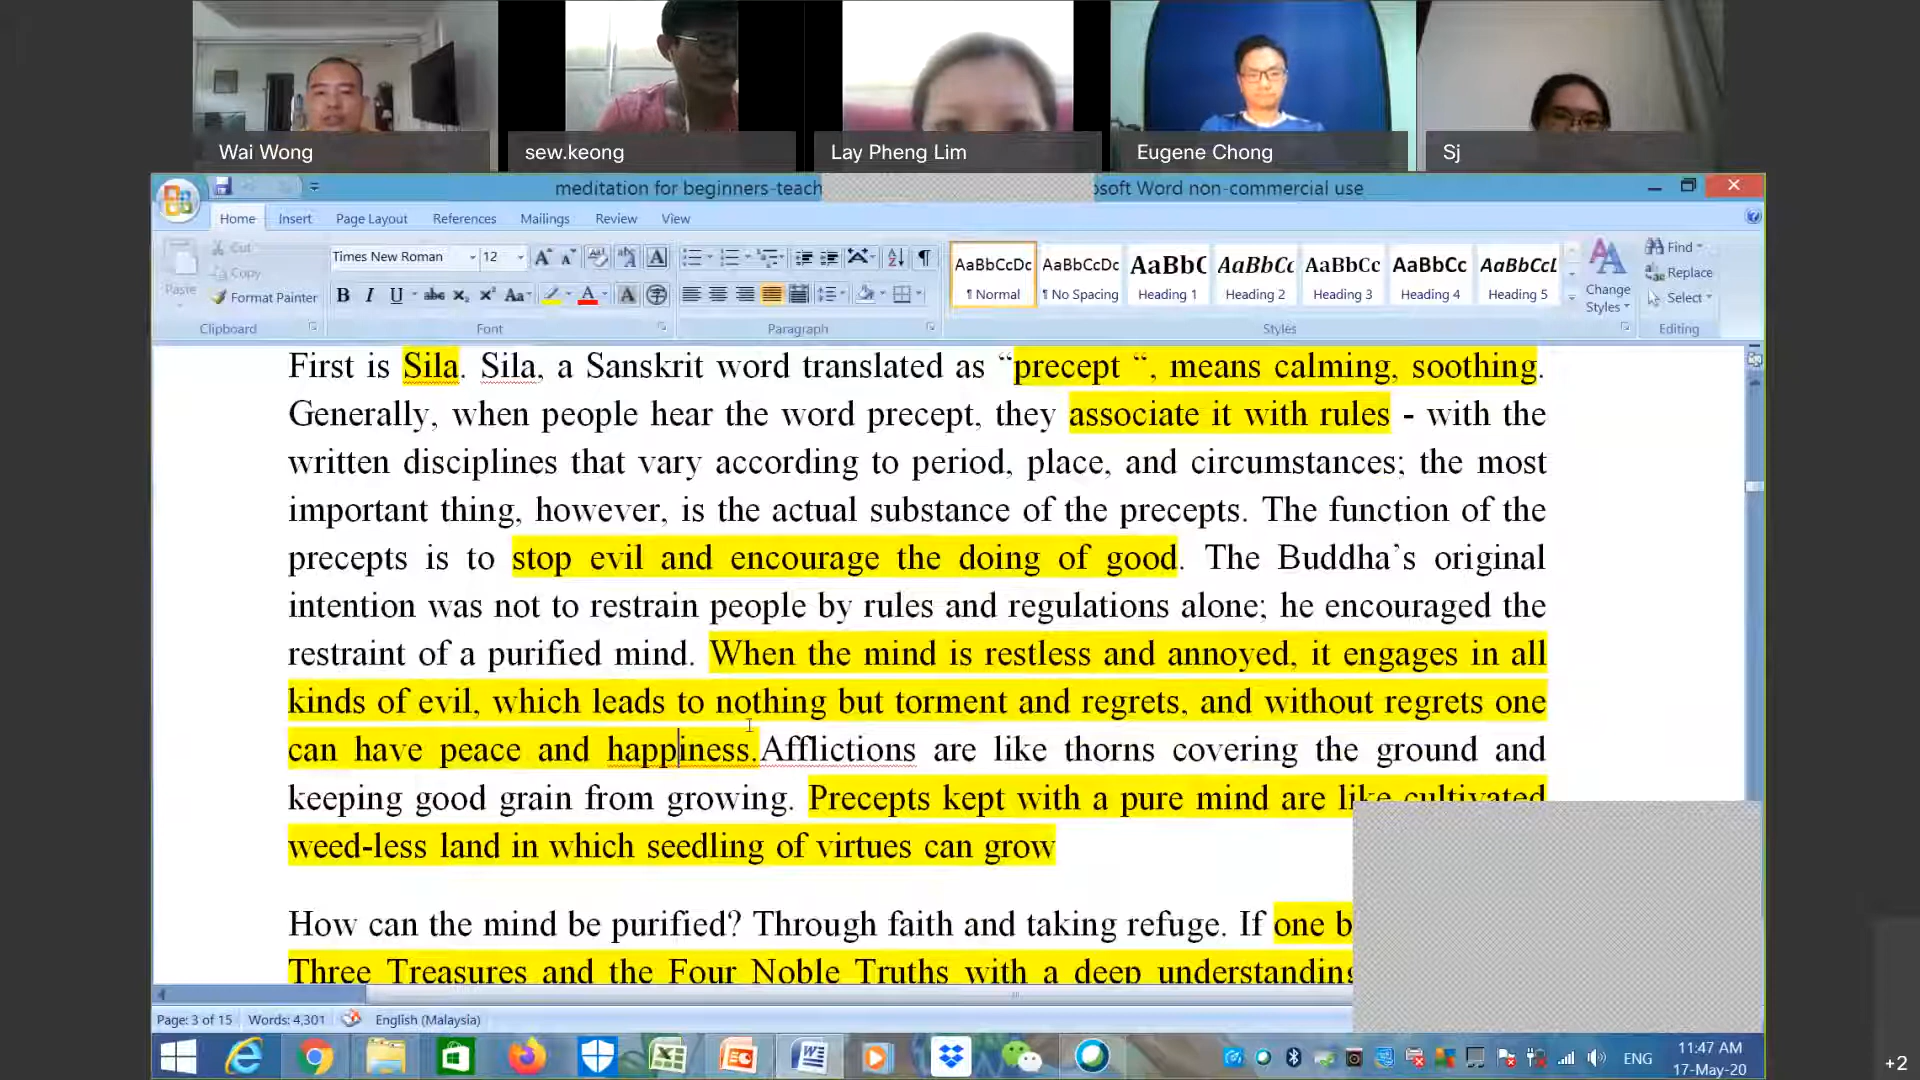 Wai Wong
sew.keong
Lay Pheng Lim
Eugene Chong
Sj
meditation for beginners-teach
osoft Word non-commercial use
Home Insert Page Layout References Mailings Review View
Cut
Copy
Format Painter
Paste
Clipboard
Times New Roman 12
Font
Paragraph
AaBbCcDc AaBbCcDc AaBbC AaBbCc AaBbCc AaBbCc AaBbCcL
¶ Normal ¶ No Spacing Heading 1 Heading 2 Heading 3 Heading 4 Heading 5
Styles
Change
Styles
Find
Replace
Select
Editing
First is Sila. Sila, a Sanskrit word translated as “precept “, means calming, soothing.
Generally, when people hear the word precept, they associate it with rules - with the
written disciplines that vary according to period, place, and circumstances; the most
important thing, however, is the actual substance of the precepts. The function of the
precepts is to stop evil and encourage the doing of good. The Buddha’s original
intention was not to restrain people by rules and regulations alone; he encouraged the
restraint of a purified mind. When the mind is restless and annoyed, it engages in all
kinds of evil, which leads to nothing but torment and regrets, and without regrets one
can have peace and happiness.Afflictions are like thorns covering the ground and
keeping good grain from growing. Precepts kept with a pure mind are like cultivated
weed-less land in which seedling of virtues can grow
How can the mind be purified? Through faith and taking refuge. If one b
Three Treasures and the Four Noble Truths with a deep understanding
Page: 3 of 15 Words: 4,301 English (Malaysia)
ENG
11:47 AM
17-May-20
+2